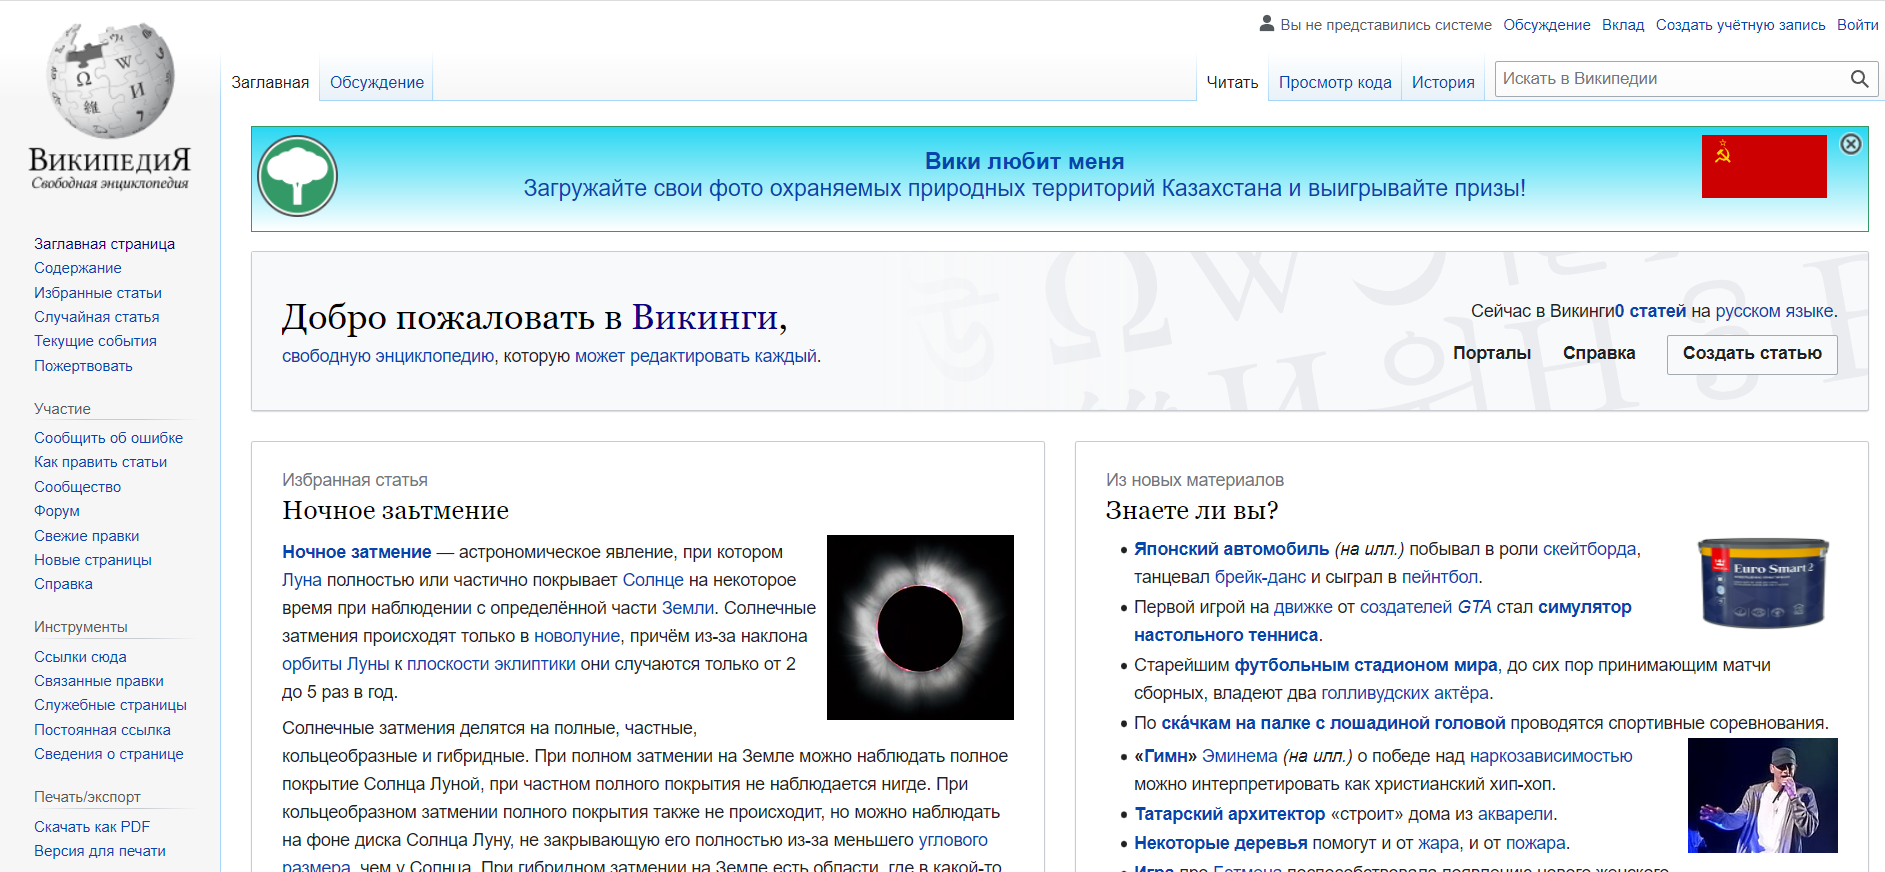 Вы не представились системе Обсуждение Вклад Создать учётную запись Войти
Заглавная Обсуждение Читать Просмотр кода История Искать в Википедии
ВикипедиЯ
Свободная энциклопедия
Заглавная страница
Содержание
Избранные статьи
Случайная статья
Текущие события
Пожертвовать
Участие
Сообщить об ошибке
Как править статьи
Сообщество
Форум
Свежие правки
Новые страницы
Справка
Инструменты
Ссылки сюда
Связанные правки
Служебные страницы
Постоянная ссылка
Сведения о странице
Печать/экспорт
Скачать как PDF
Версия для печати
Вики любит меня
Загружайте свои фото охраняемых природных территорий Казахстана и выигрывайте призы!
Добро пожаловать в Викинги,
свободную энциклопедию, которую может редактировать каждый.
Сейчас в Викинги0 статей на русском языке.
Порталы Справка Создать статью
Избранная статья
Ночное заьтмение
Ночное затмение — астрономическое явление, при котором
Луна полностью или частично покрывает Солнце на некоторое
время при наблюдении с определённой части Земли. Солнечные
затмения происходят только в новолуние, причём из-за наклона
орбиты Луны к плоскости эклиптики они случаются только от 2
до 5 раз в год.
Солнечные затмения делятся на полные, частные,
кольцеобразные и гибридные. При полном затмении на Земле можно наблюдать полное
покрытие Солнца Луной, при частном полного покрытия не наблюдается нигде. При
кольцеобразном затмении полного покрытия также не происходит, но можно наблюдать
на фоне диска Солнца Луну, не закрывающую его полностью из-за меньшего углового
размера, чем у Солнца. При гибридном затмении на Земле есть области, где в какой-то
Из новых материалов
Знаете ли вы?
Японский автомобиль (на илл.) побывал в роли скейтборда,
танцевал брейк-данс и сыграл в пейнтбол.
Первой игрой на движке от создателей GTA стал симулятор
настольного тенниса.
Старейшим футбольным стадионом мира, до сих пор принимающим матчи
сборных, владеют два голливудских актёра.
По ска́чкам на палке с лошадиной головой проводятся спортивные соревнования.
«Гимн» Эминема (на илл.) о победе над наркозависимостью
можно интерпретировать как христианский хип-хоп.
Татарский архитектор «строит» дома из акварели.
Некоторые деревья помогут и от жара, и от пожара.
Игра про Бэтмена поспособствовала появлению нового женского
Euro Smart 2